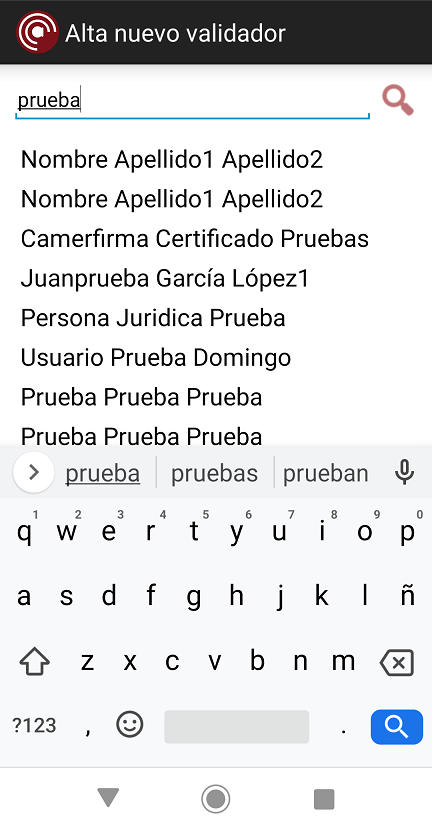 Alta nuevo validador
prueba
Nombre Apellido1 Apellido2
Nombre Apellido1 Apellido2
Camerfirma Certificado Pruebas
Juanprueba García López1
Persona Juridica Prueba
Usuario Prueba Domingo
Prueba Prueba Prueba
Prueba Prueba Prueba
prueba pruebas prueban
1 2 3 4 5 6 7 8 9 0
q w e r t y u i o p
a s d f g h j k l ñ
z x c v b n m
?123 , .